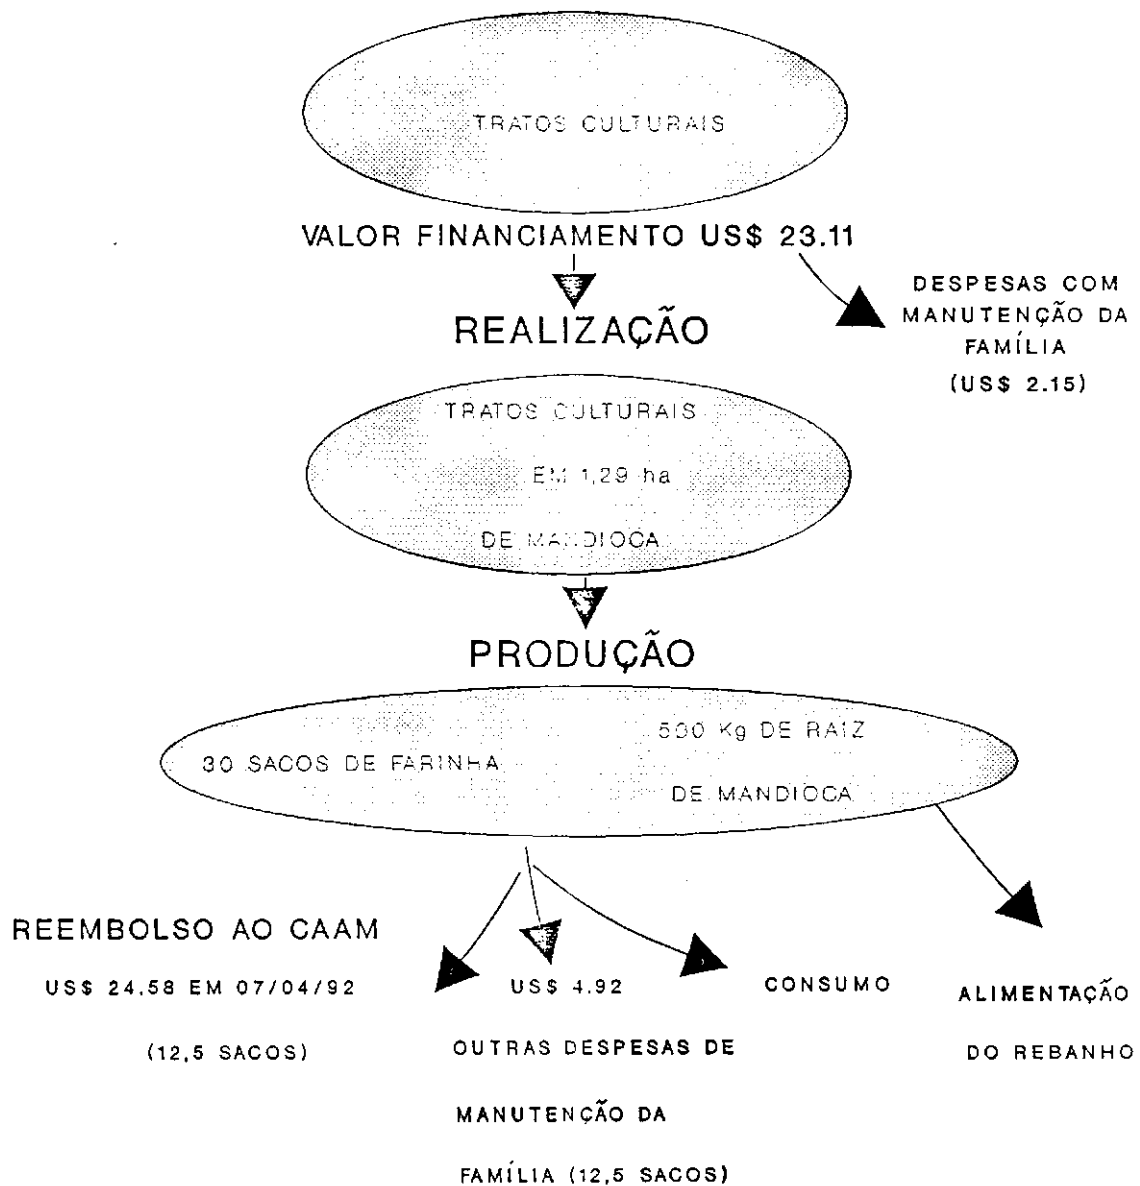 TRATOS CULTURAIS
VALOR FINANCIAMENTO US$ 23.11
DESPESAS COM
MANUTENÇÃO DA
FAMÍLIA
(US$ 2.15)
REALIZAÇÃO
TRATOS CULTURAIS
EM 1,29 ha
DE MANDIOCA
PRODUÇÃO
30 SACOS DE FARINHA
500 Kg DE RAIZ
DE MANDIOCA
REEMBOLSO AO CAAM
US$ 24.58 EM 07/04/92
(12,5 SACOS)
US$ 4.92
OUTRAS DESPESAS DE
MANUTENÇÃO DA
FAMÍLIA (12,5 SACOS)
CONSUMO
ALIMENTAÇÃO
DO REBANHO